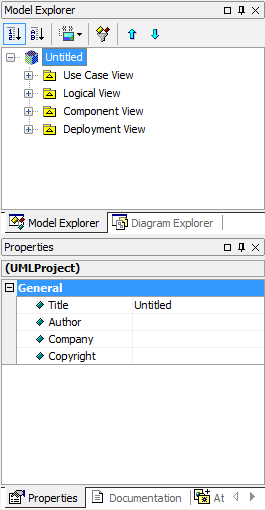 Model Explorer
Untitled
Use Case View
Logical View
Component View
Deployment View
Model Explorer Diagram Explorer
Properties
(UMLProject)
General
Title Untitled
Author
Company
Copyright
Properties Documentation At